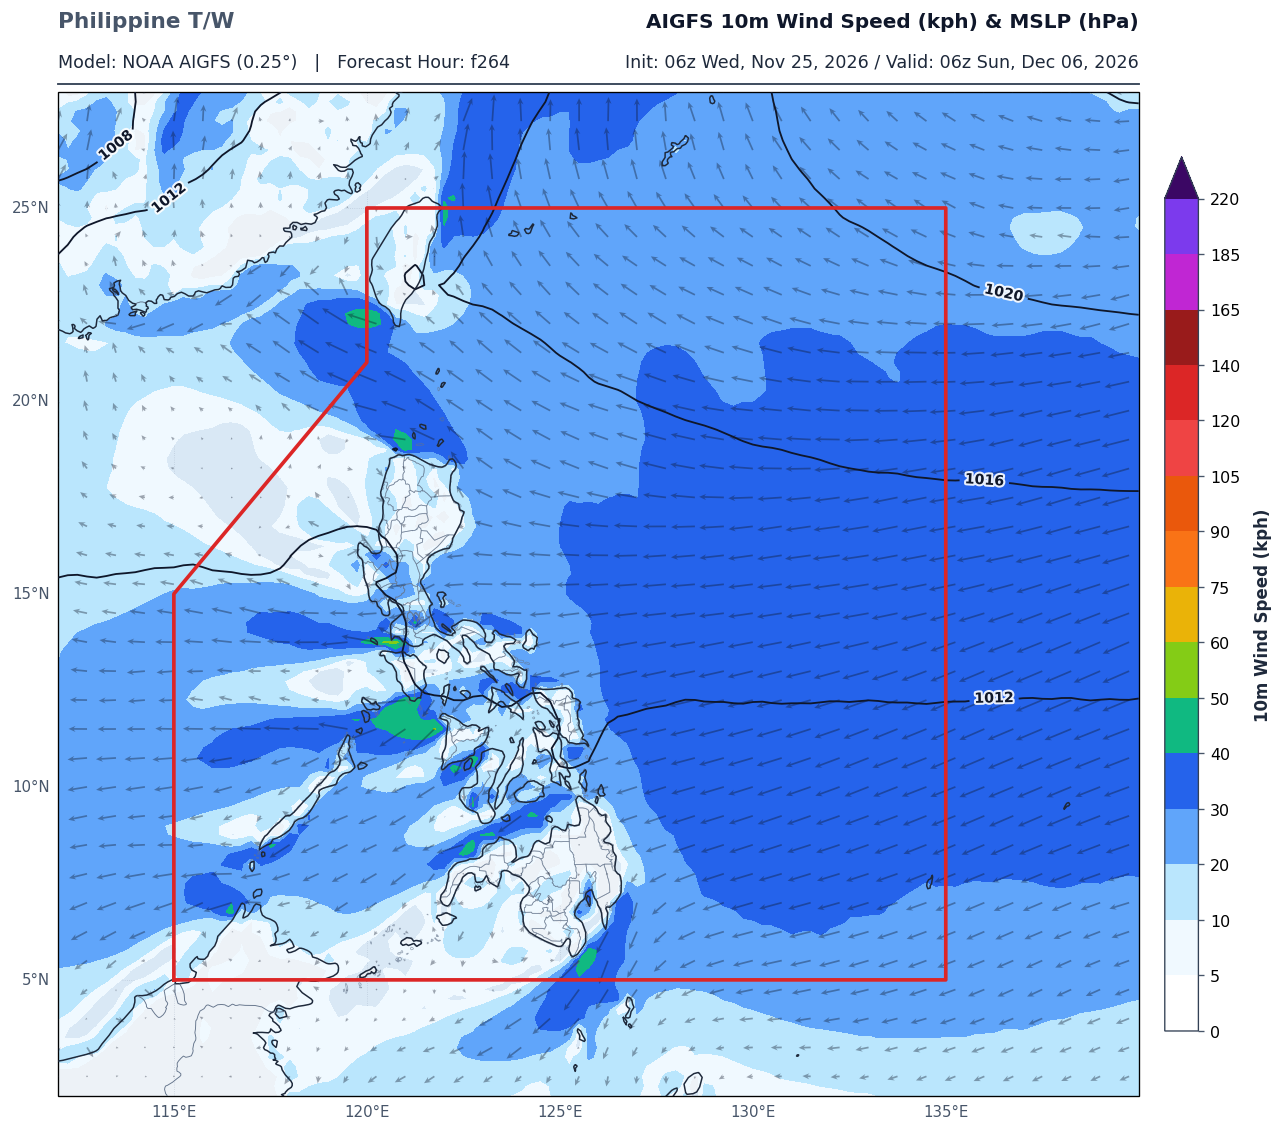 Philippine T/W
AIGFS 10m Wind Speed (kph) & MSLP (hPa)
Model: NOAA AIGFS (0.25°) | Forecast Hour: f264
Init: 06z Wed, Nov 25, 2026 / Valid: 06z Sun, Dec 06, 2026
1008
1012
1020
1016
1012
25°N
20°N
15°N
10°N
5°N
115°E
120°E
125°E
130°E
135°E
220
185
165
140
120
105
90
75
60
50
40
30
20
10
5
0
10m Wind Speed (kph)